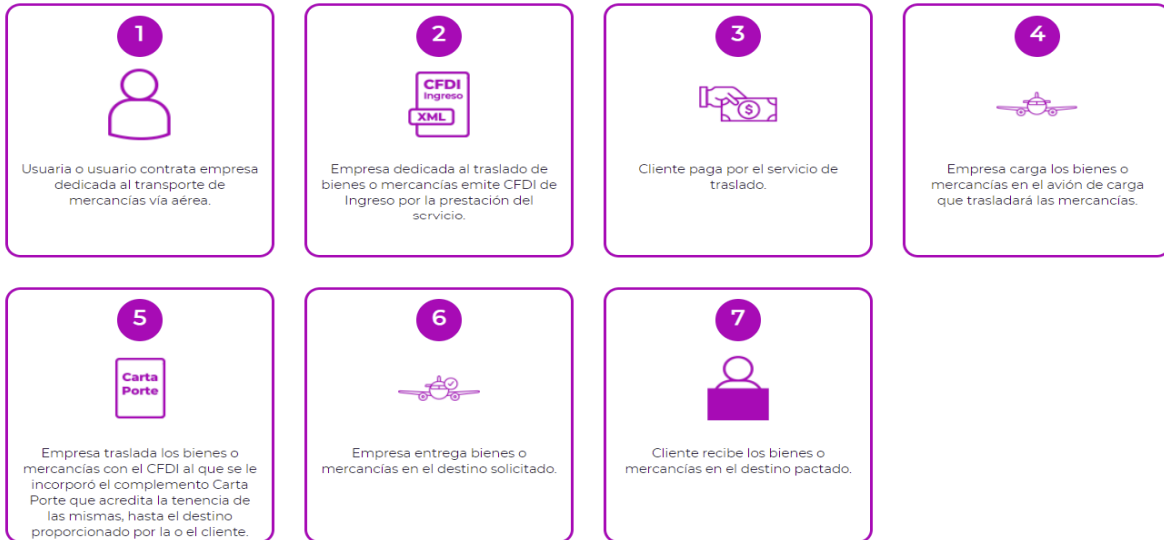 1
Usuaria o usuario contrata empresa
dedicada al transporte de
mercancías vía aérea.
2
CFDI
Ingreso
XML
Empresa dedicada al traslado de
bienes o mercancías emite CFDI de
Ingreso por la prestación del
servicio.
3
$
Cliente paga por el servicio de
traslado.
4
Empresa carga los bienes o
mercancías en el avión de carga
que trasladará las mercancías.
5
Carta
Porte
Empresa traslada los bienes o
mercancías con el CFDI al que se le
incorporó el complemento Carta
Porte que acredita la tenencia de
las mismas, hasta el destino
proporcionado por la o el cliente.
6
Empresa entrega bienes o
mercancías en el destino solicitado.
7
Cliente recibe los bienes o
mercancías en el destino pactado.